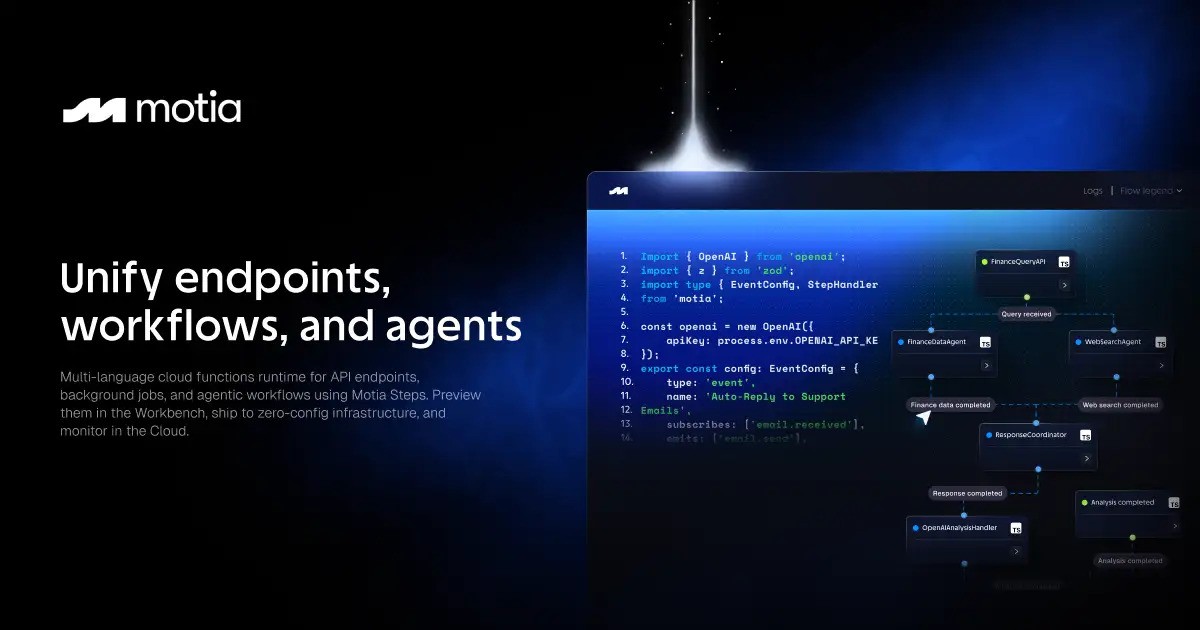 motia
Unify endpoints,
workflows, and agents
Multi-language cloud functions runtime for API endpoints,
background jobs, and agentic workflows using Motia Steps. Preview
them in the Workbench, ship to zero-config infrastructure, and
monitor in the Cloud.
Logs | Flow legend
1. Import { OpenAI } from 'openai';
2. import { z } from 'zod';
3. import type { EventConfig, StepHandler
4. from 'motia';
5.
6. const openai = new OpenAI({
7. apiKey: process.env.OPENAI_API_KE
8. });
9. export const config: EventConfig = {
10. type: 'event',
11. name: 'Auto-Reply to Support
12. Emails',
13. subscribes: ['email.received'],
14. emits: ['email.send'],
FinanceQueryAPI TS
Query received
FinanceDataAgent TS
WebSearchAgent TS
Finance data completed
Web search completed
ResponseCoordinator TS
Response completed
Analysis completed TS
OpenAIAnalysisHandler TS
Analysis completed